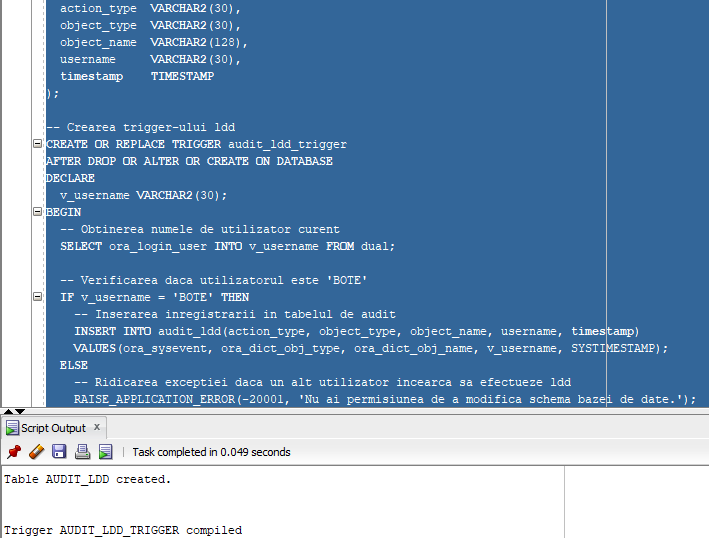 action_type VARCHAR2(30),
object_type VARCHAR2(30),
object_name VARCHAR2(128),
username VARCHAR2(30),
timestamp TIMESTAMP
);
-- Crearea trigger-ului ldd
CREATE OR REPLACE TRIGGER audit_ldd_trigger
AFTER DROP OR ALTER OR CREATE ON DATABASE
DECLARE
v_username VARCHAR2(30);
BEGIN
-- Obtinerea numele de utilizator curent
SELECT ora_login_user INTO v_username FROM dual;
-- Verificarea daca utilizatorul este 'BOTE'
IF v_username = 'BOTE' THEN
-- Inserarea inregistrarii in tabelul de audit
INSERT INTO audit_ldd(action_type, object_type, object_name, username, timestamp)
VALUES(ora_sysevent, ora_dict_obj_type, ora_dict_obj_name, v_username, SYSTIMESTAMP);
ELSE
-- Ridicarea exceptiei daca un alt utilizator incearca sa efectueze ldd
RAISE_APPLICATION_ERROR(-20001, 'Nu ai permisiunea de a modifica schema bazei de date.');
Script Output x
Task completed in 0.049 seconds
Table AUDIT_LDD created.
Trigger AUDIT_LDD_TRIGGER compiled